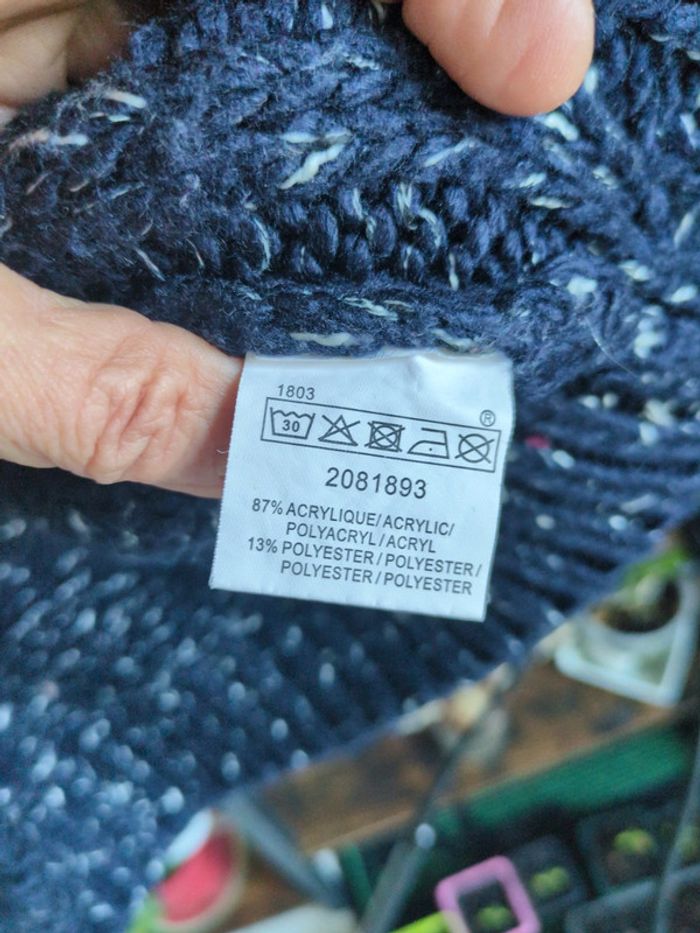 1803
®
30
2081893
87% ACRYLIQUE/ACRYLIC/
POLYACRYL/ACRYL
13% POLYESTER/POLYESTER/
POLYESTER/POLYESTER